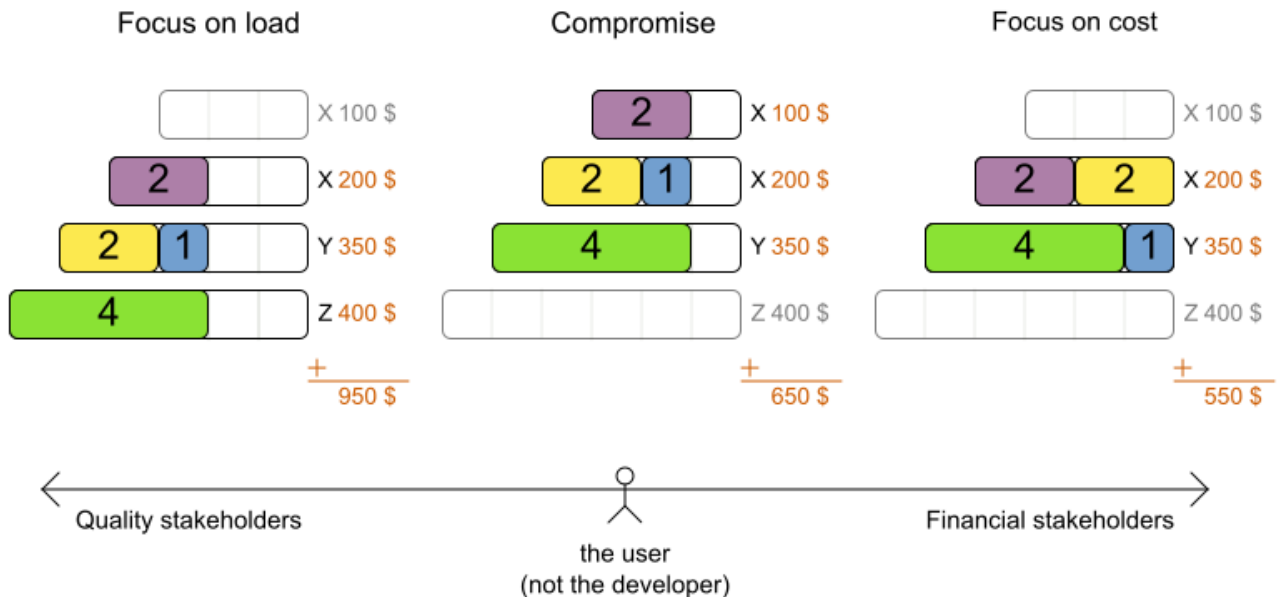 Focus on load
Compromise
Focus on cost
X 100 $
2
X 200 $
2 1
Y 350 $
4
Z 400 $
+
950 $
2
X 100 $
2 1
X 200 $
4
Y 350 $
Z 400 $
+
650 $
X 100 $
2 2
X 200 $
4 1
Y 350 $
Z 400 $
+
550 $
Quality stakeholders
the user
(not the developer)
Financial stakeholders